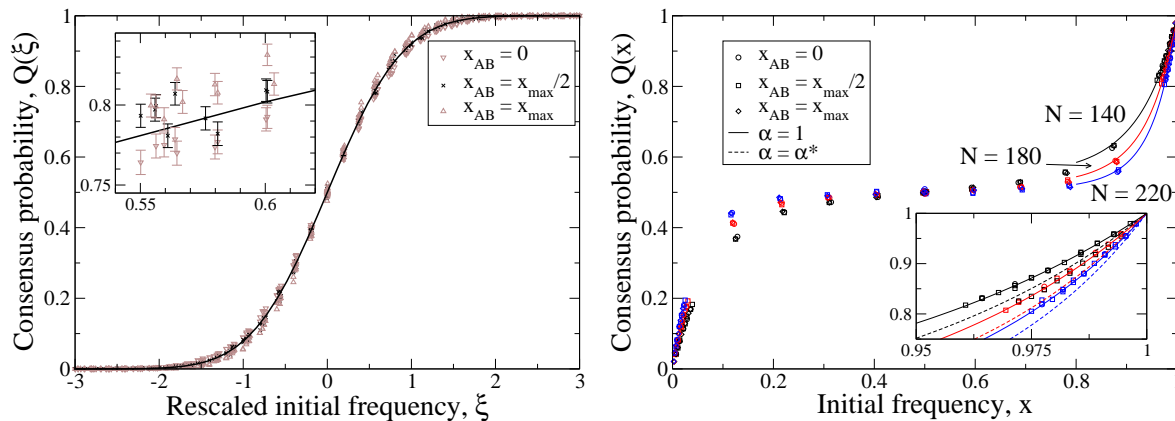 Consensus probability, Q(ξ)
1
0.8
0.6
0.4
0.2
0
-3
-2
-1
0
1
2
3
Rescaled initial frequency, ξ
x_AB = 0
x_AB = x_max/2
x_AB = x_max
0.8
0.75
0.55
0.6
Consensus probability, Q(x)
1
0.8
0.6
0.4
0.2
0
0
0.2
0.4
0.6
0.8
1
Initial frequency, x
x_AB = 0
x_AB = x_max/2
x_AB = x_max
α = 1
α = α*
N = 140
N = 180
N = 220
1
0.9
0.8
0.95
0.975
1